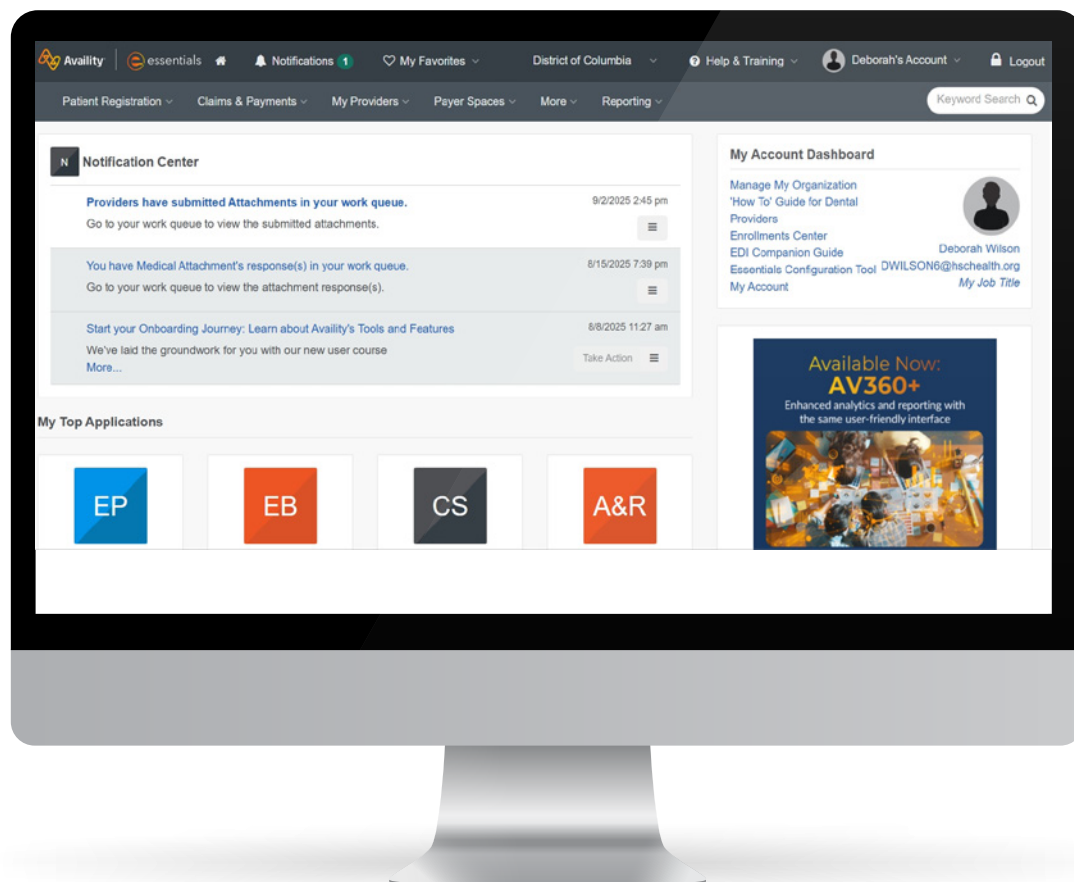 Availity essentials Notifications 1 My Favorites District of Columbia Help & Training Deborah's Account Logout
Patient Registration Claims & Payments My Providers Payer Spaces More Reporting Keyword Search
N Notification Center
Providers have submitted Attachments in your work queue. 9/2/2025 2:45 pm
Go to your work queue to view the submitted attachments.
You have Medical Attachment's response(s) in your work queue. 8/15/2025 7:39 pm
Go to your work queue to view the attachment response(s).
Start your Onboarding Journey: Learn about Availity's Tools and Features 8/8/2025 11:27 am
We've laid the groundwork for you with our new user course
More... Take Action
My Top Applications
EP EB CS A&R
My Account Dashboard
Manage My Organization
'How To' Guide for Dental
Providers
Enrollments Center
EDI Companion Guide
Essentials Configuration Tool
My Account
Deborah Wilson
DWILSON6@hschealth.org
My Job Title
Available Now:
AV360+
Enhanced analytics and reporting with
the same user-friendly interface